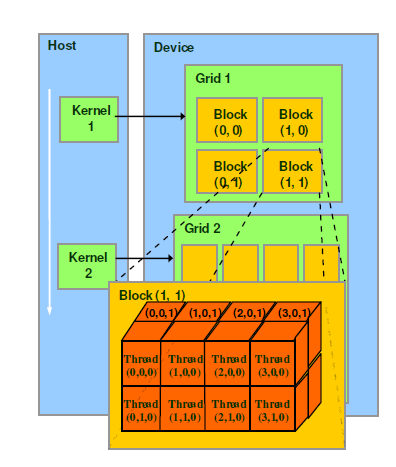 Host
Device
Grid 1
Kernel
1
Block
(0, 0)
Block
(1, 0)
Block
(0, 1)
Block
(1, 1)
Grid 2
Kernel
2
Block (1, 1)
(0,0,1) (1,0,1) (2,0,1) (3,0,1)
Thread Thread Thread Thread
(0,0,0) (1,0,0) (2,0,0) (3,0,0)
Thread Thread Thread Thread
(0,1,0) (1,1,0) (2,1,0) (3,1,0)